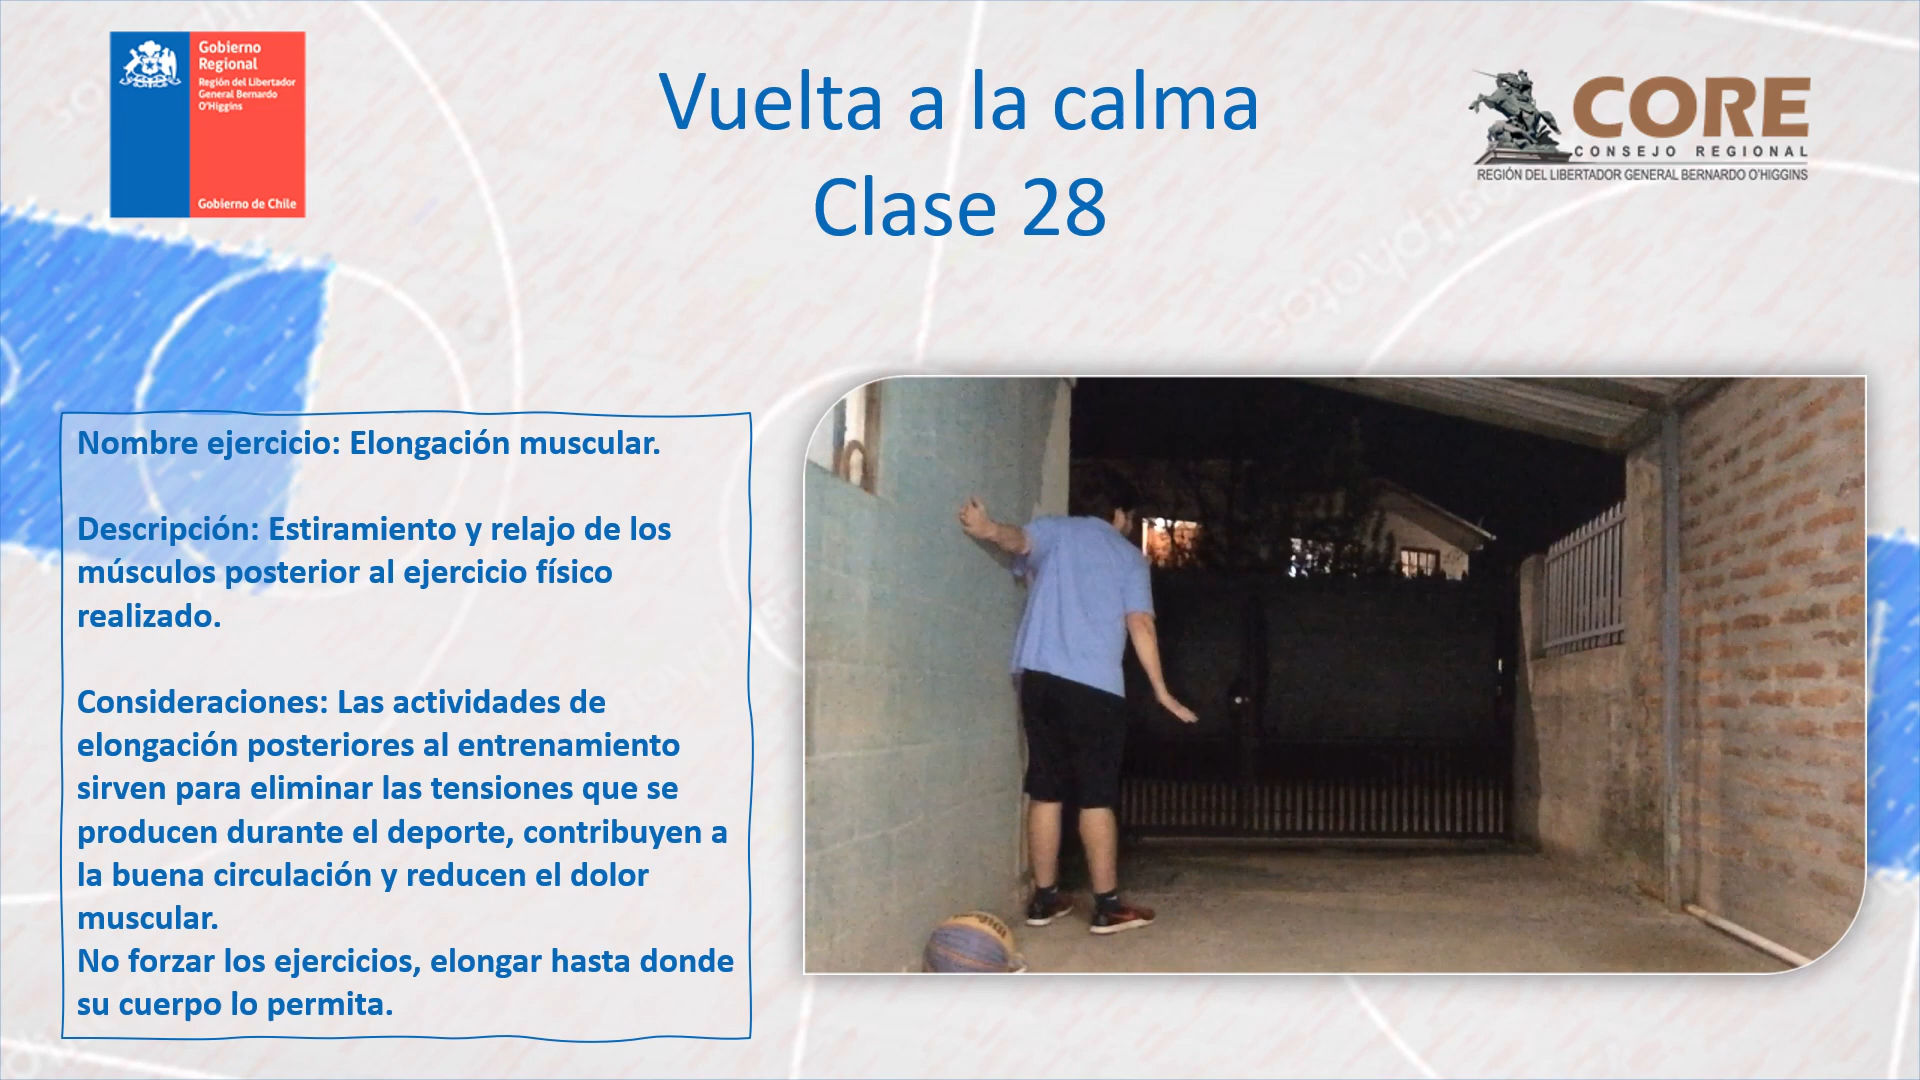 Gobierno
Regional
Región del Libertador
General Bernardo
O'Higgins
Gobierno de Chile
Vuelta a la calma
Clase 28
CORE
CONSEJO REGIONAL
REGIÓN DEL LIBERTADOR GENERAL BERNARDO O'HIGGINS
Nombre ejercicio: Elongación muscular.
Descripción: Estiramiento y relajo de los
músculos posterior al ejercicio físico
realizado.
Consideraciones: Las actividades de
elongación posteriores al entrenamiento
sirven para eliminar las tensiones que se
producen durante el deporte, contribuyen a
la buena circulación y reducen el dolor
muscular.
No forzar los ejercicios, elongar hasta donde
su cuerpo lo permita.